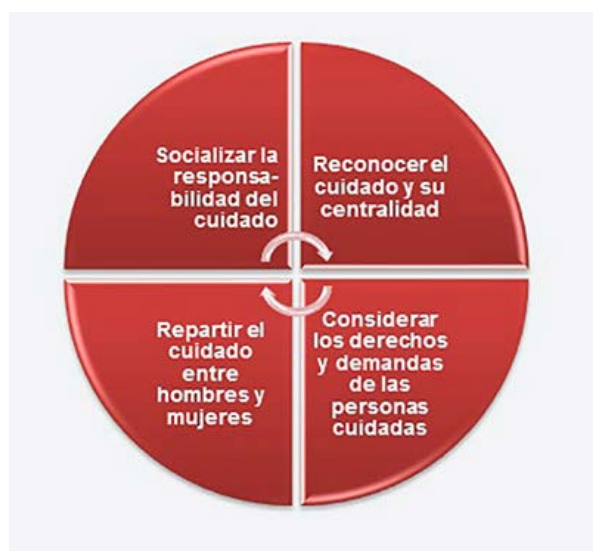 Socializar la
responsa-
bilidad del
cuidado
Reconocer el
cuidado y su
centralidad
Repartir el
cuidado
entre
hombres y
mujeres
Considerar
los derechos
y demandas
de las
personas
cuidadas